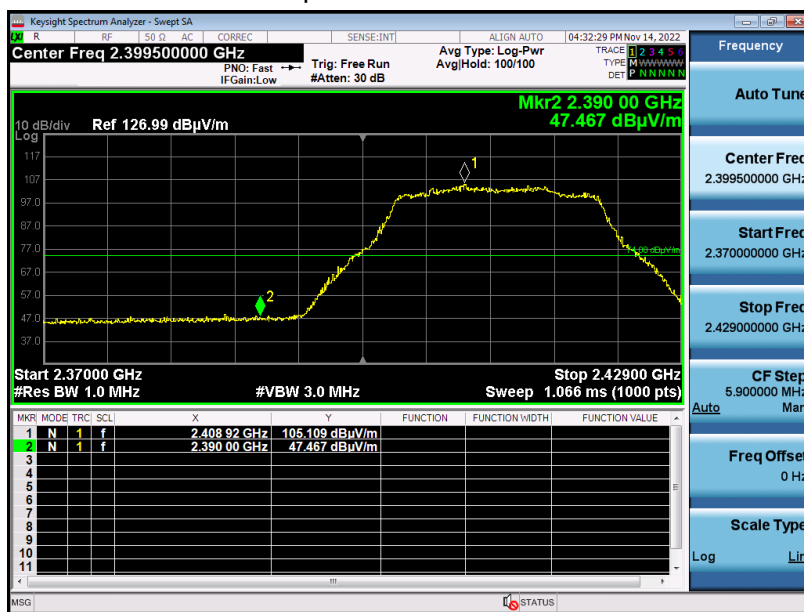 Keysight Spectrum Analyzer - Swept SA
LXI R RF 50 Ω AC CORREC SENSE:INT ALIGN AUTO 04:32:29 PM Nov 14, 2022
Center Freq 2.399500000 GHz
PNO: Fast
IFGain:Low
Trig: Free Run
#Atten: 30 dB
Avg Type: Log-Pwr
Avg|Hold: 100/100
TRACE 1 2 3 4 5 6
TYPE M W W W W W
DET P N N N N N
Mkr2 2.390 00 GHz
47.467 dBµV/m
10 dB/div Ref 126.99 dBµV/m
Log
117
107
97.0
87.0
77.0
67.0
57.0
47.0
37.0
1
2
Start 2.37000 GHz Stop 2.42900 GHz
#Res BW 1.0 MHz #VBW 3.0 MHz Sweep 1.066 ms (1000 pts)
MKR MODE TRC SCL X Y FUNCTION FUNCTION WIDTH FUNCTION VALUE
1 N 1 f 2.408 92 GHz 105.109 dBµV/m
2 N 1 f 2.390 00 GHz 47.467 dBµV/m
3
4
5
6
7
8
9
10
11
MSG STATUS
Frequency
Auto Tune
Center Freq
2.399500000 GHz
Start Freq
2.370000000 GHz
Stop Freq
2.429000000 GHz
CF Step
5.900000 MHz
Auto Man
Freq Offset
0 Hz
Scale Type
Log Lin